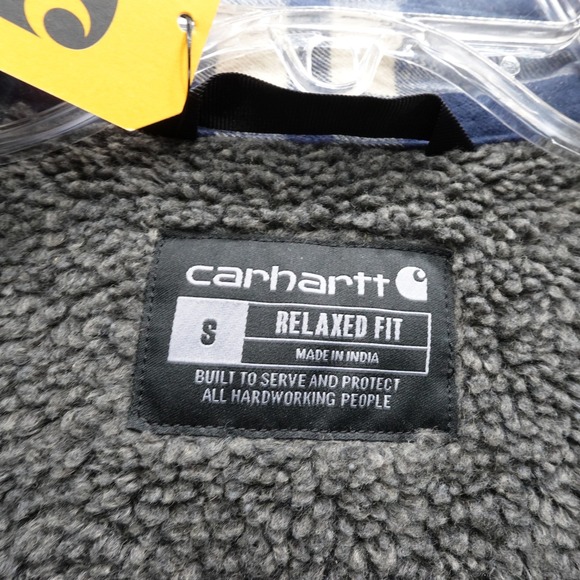 carhartt
S
RELAXED FIT
MADE IN INDIA
BUILT TO SERVE AND PROTECT
ALL HARDWORKING PEOPLE